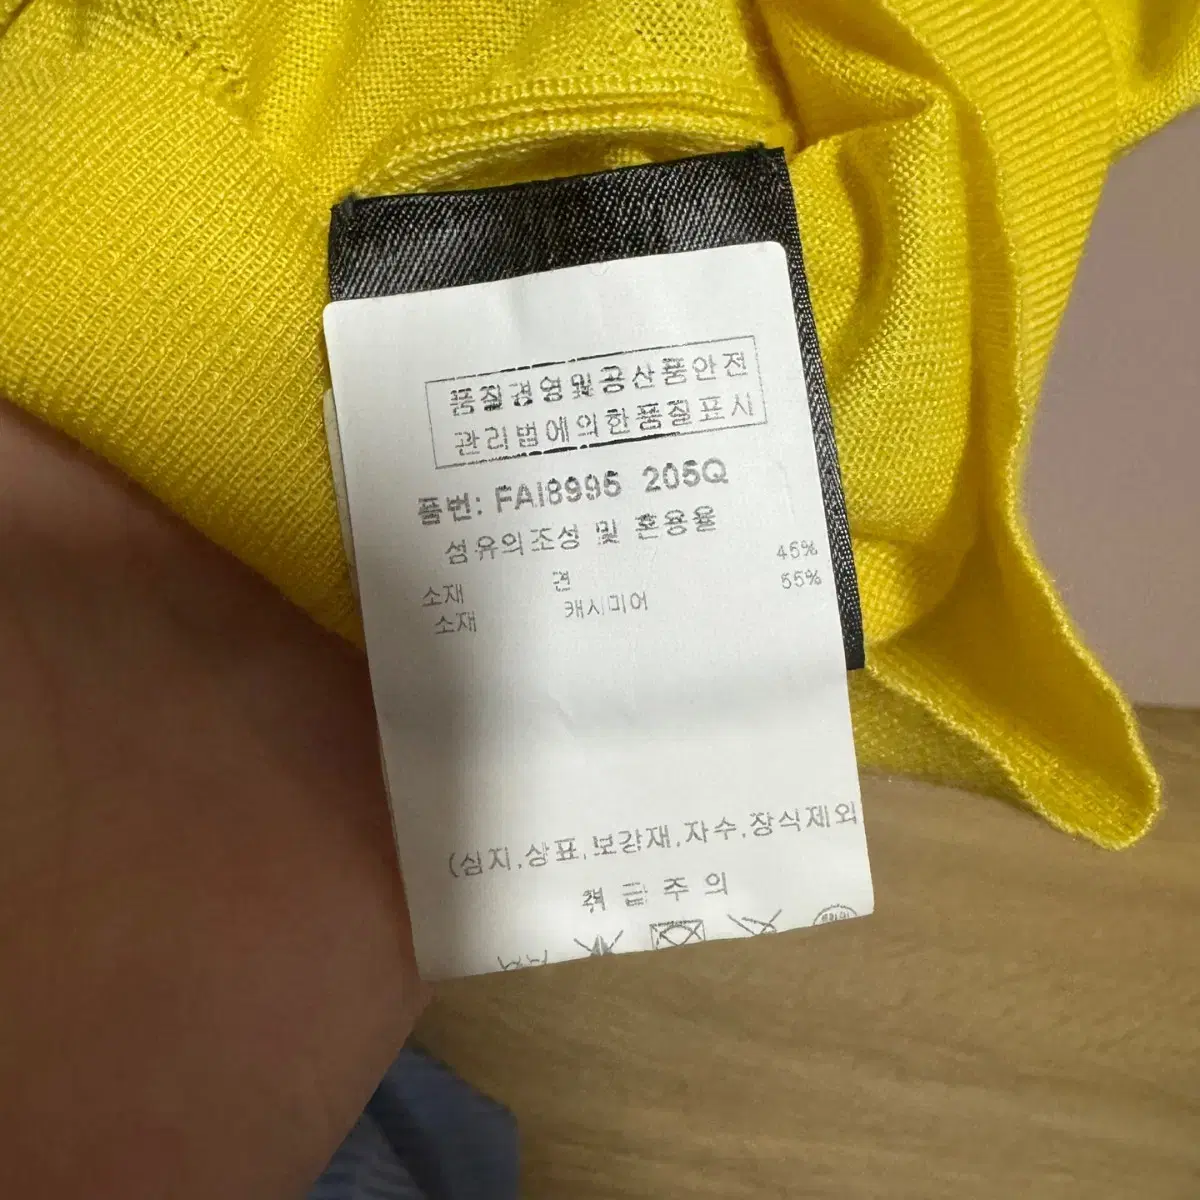 품질경영및공산품안전
관리법에의한품질표시
품번: FAI8995 205Q
섬유의조성 및 혼용율
소재 견 45%
소재 캐시미어 55%
(심지,상표,보강재,자수,장식제외
취급주의
드라이